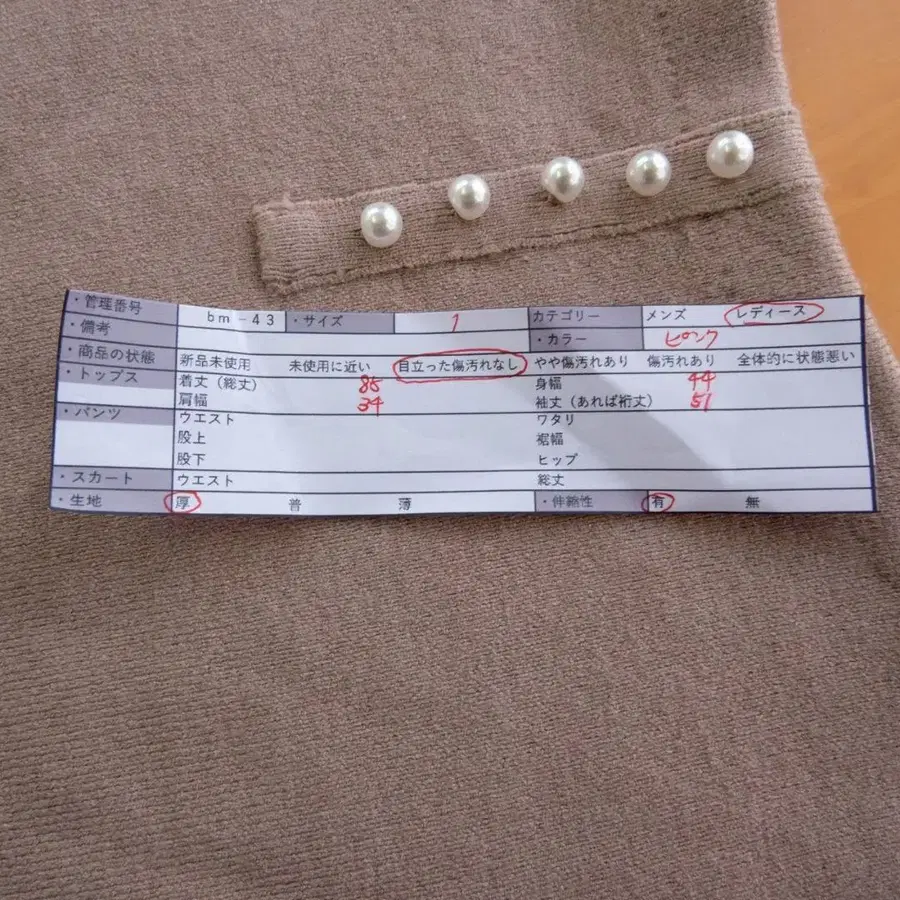 ・管理番号 bm-43 ・サイズ 1 カテゴリー メンズ レディース
・備考 ・カラー ピンク
・商品の状態 新品未使用 未使用に近い 目立った傷汚れなし やや傷汚れあり 傷汚れあり 全体的に状態悪い
・トップス 着丈（総丈） 85 身幅 44
肩幅 34 袖丈（あれば裄丈） 51
・パンツ ウエスト ワタリ
股上 裾幅
股下 ヒップ
・スカート ウエスト 総丈
・生地 厚 普 薄 ・伸縮性 有 無